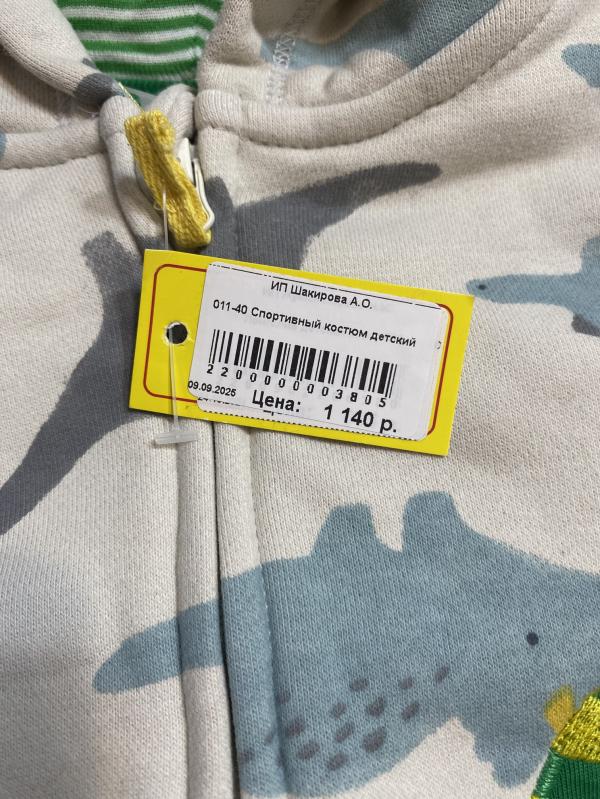 ИП Шакирова А.О.
011-40 Спортивный костюм детский
2200000003805
09.09.2025
Цена: 1 140 р.